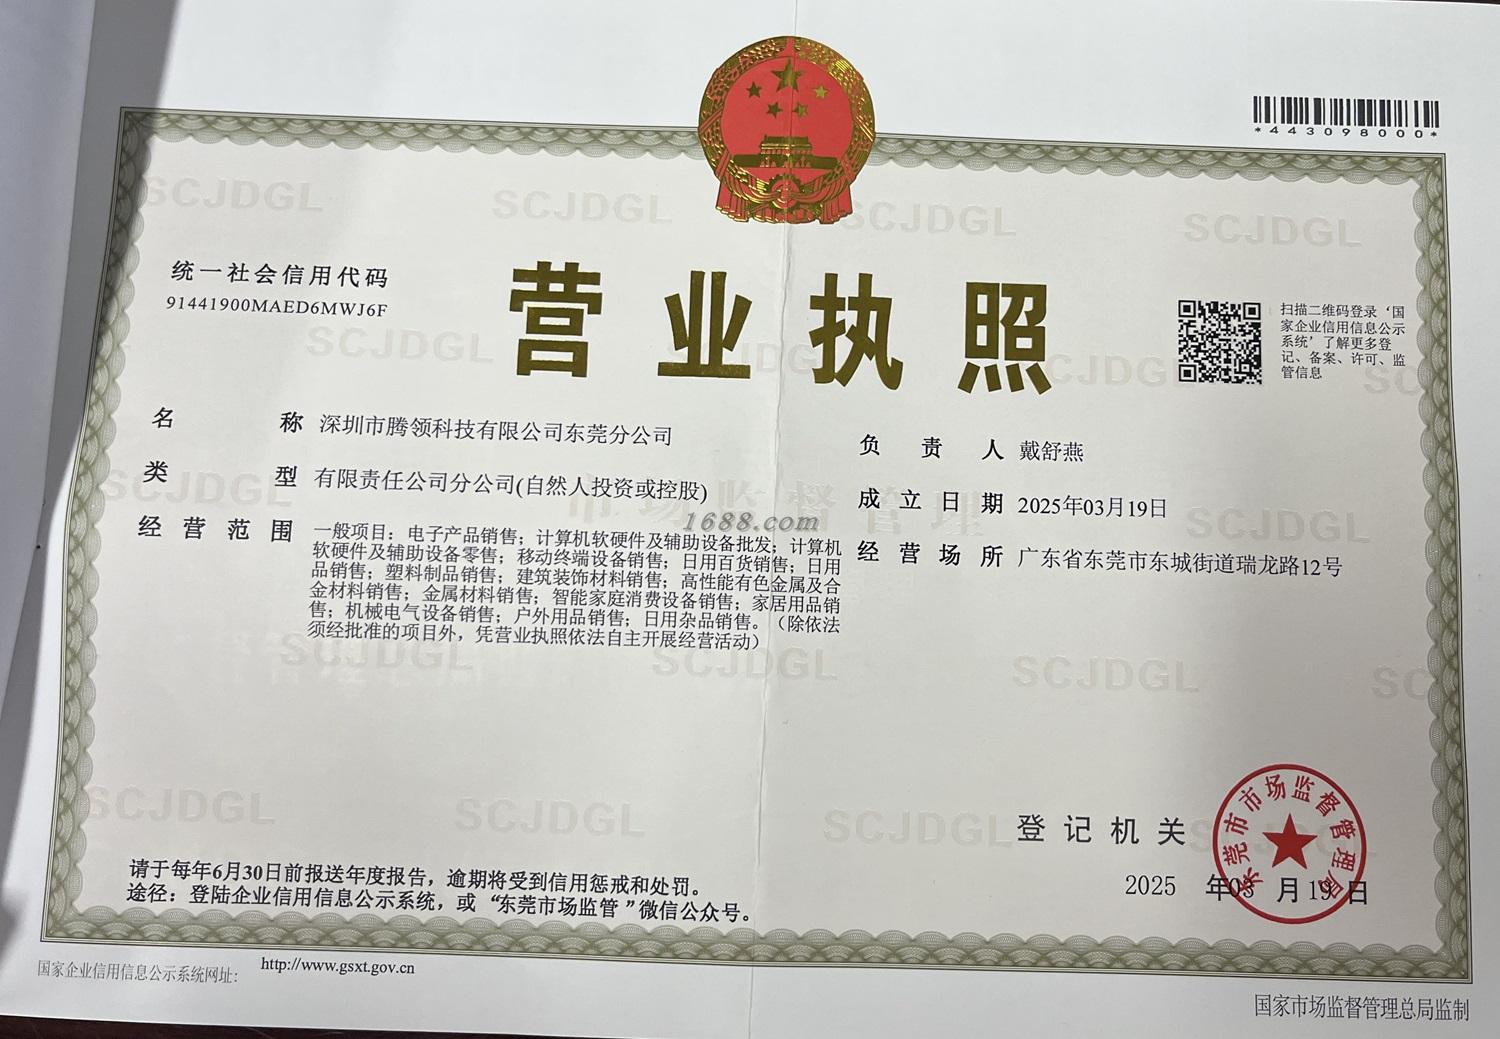 *443098000*
统一社会信用代码
91441900MAED6MWJ6F
营业执照
扫描二维码登录‘国
家企业信用信息公示
系统’了解更多登
记、备案、许可、监
管信息
名称 深圳市腾领科技有限公司东莞分公司
类型 有限责任公司分公司(自然人投资或控股)
经营范围 一般项目：电子产品销售；计算机软硬件及辅助设备批发；计算机
软硬件及辅助设备零售；移动终端设备销售；日用百货销售；日用
品销售；塑料制品销售；建筑装饰材料销售；高性能有色金属及合
金材料销售；金属材料销售；智能家庭消费设备销售；家居用品销
售；机械电气设备销售；户外用品销售；日用杂品销售。（除依法
须经批准的项目外，凭营业执照依法自主开展经营活动）
负责人 戴舒燕
成立日期 2025年03月19日
经营场所 广东省东莞市东城街道瑞龙路12号
1688.com
登记机关
东莞市市场监督管理局
2025 年03 月19日
请于每年6月30日前报送年度报告，逾期将受到信用惩戒和处罚。
途径：登陆企业信用信息公示系统，或“东莞市场监管”微信公众号。
国家企业信用信息公示系统网址： http://www.gsxt.gov.cn
国家市场监督管理总局监制
SCJDGL
市场监督管理